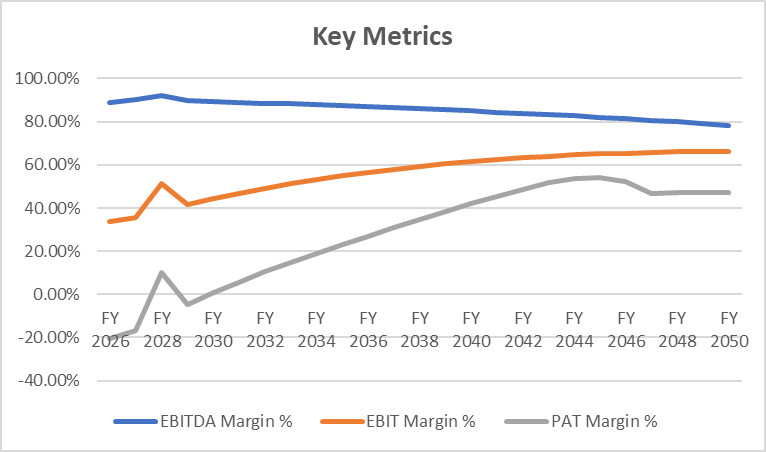 Key Metrics
100.00%
80.00%
60.00%
40.00%
20.00%
0.00%
-20.00%
-40.00%
FY 2026
FY 2028
FY 2030
FY 2032
FY 2034
FY 2036
FY 2038
FY 2040
FY 2042
FY 2044
FY 2046
FY 2048
FY 2050
EBITDA Margin %
EBIT Margin %
PAT Margin %